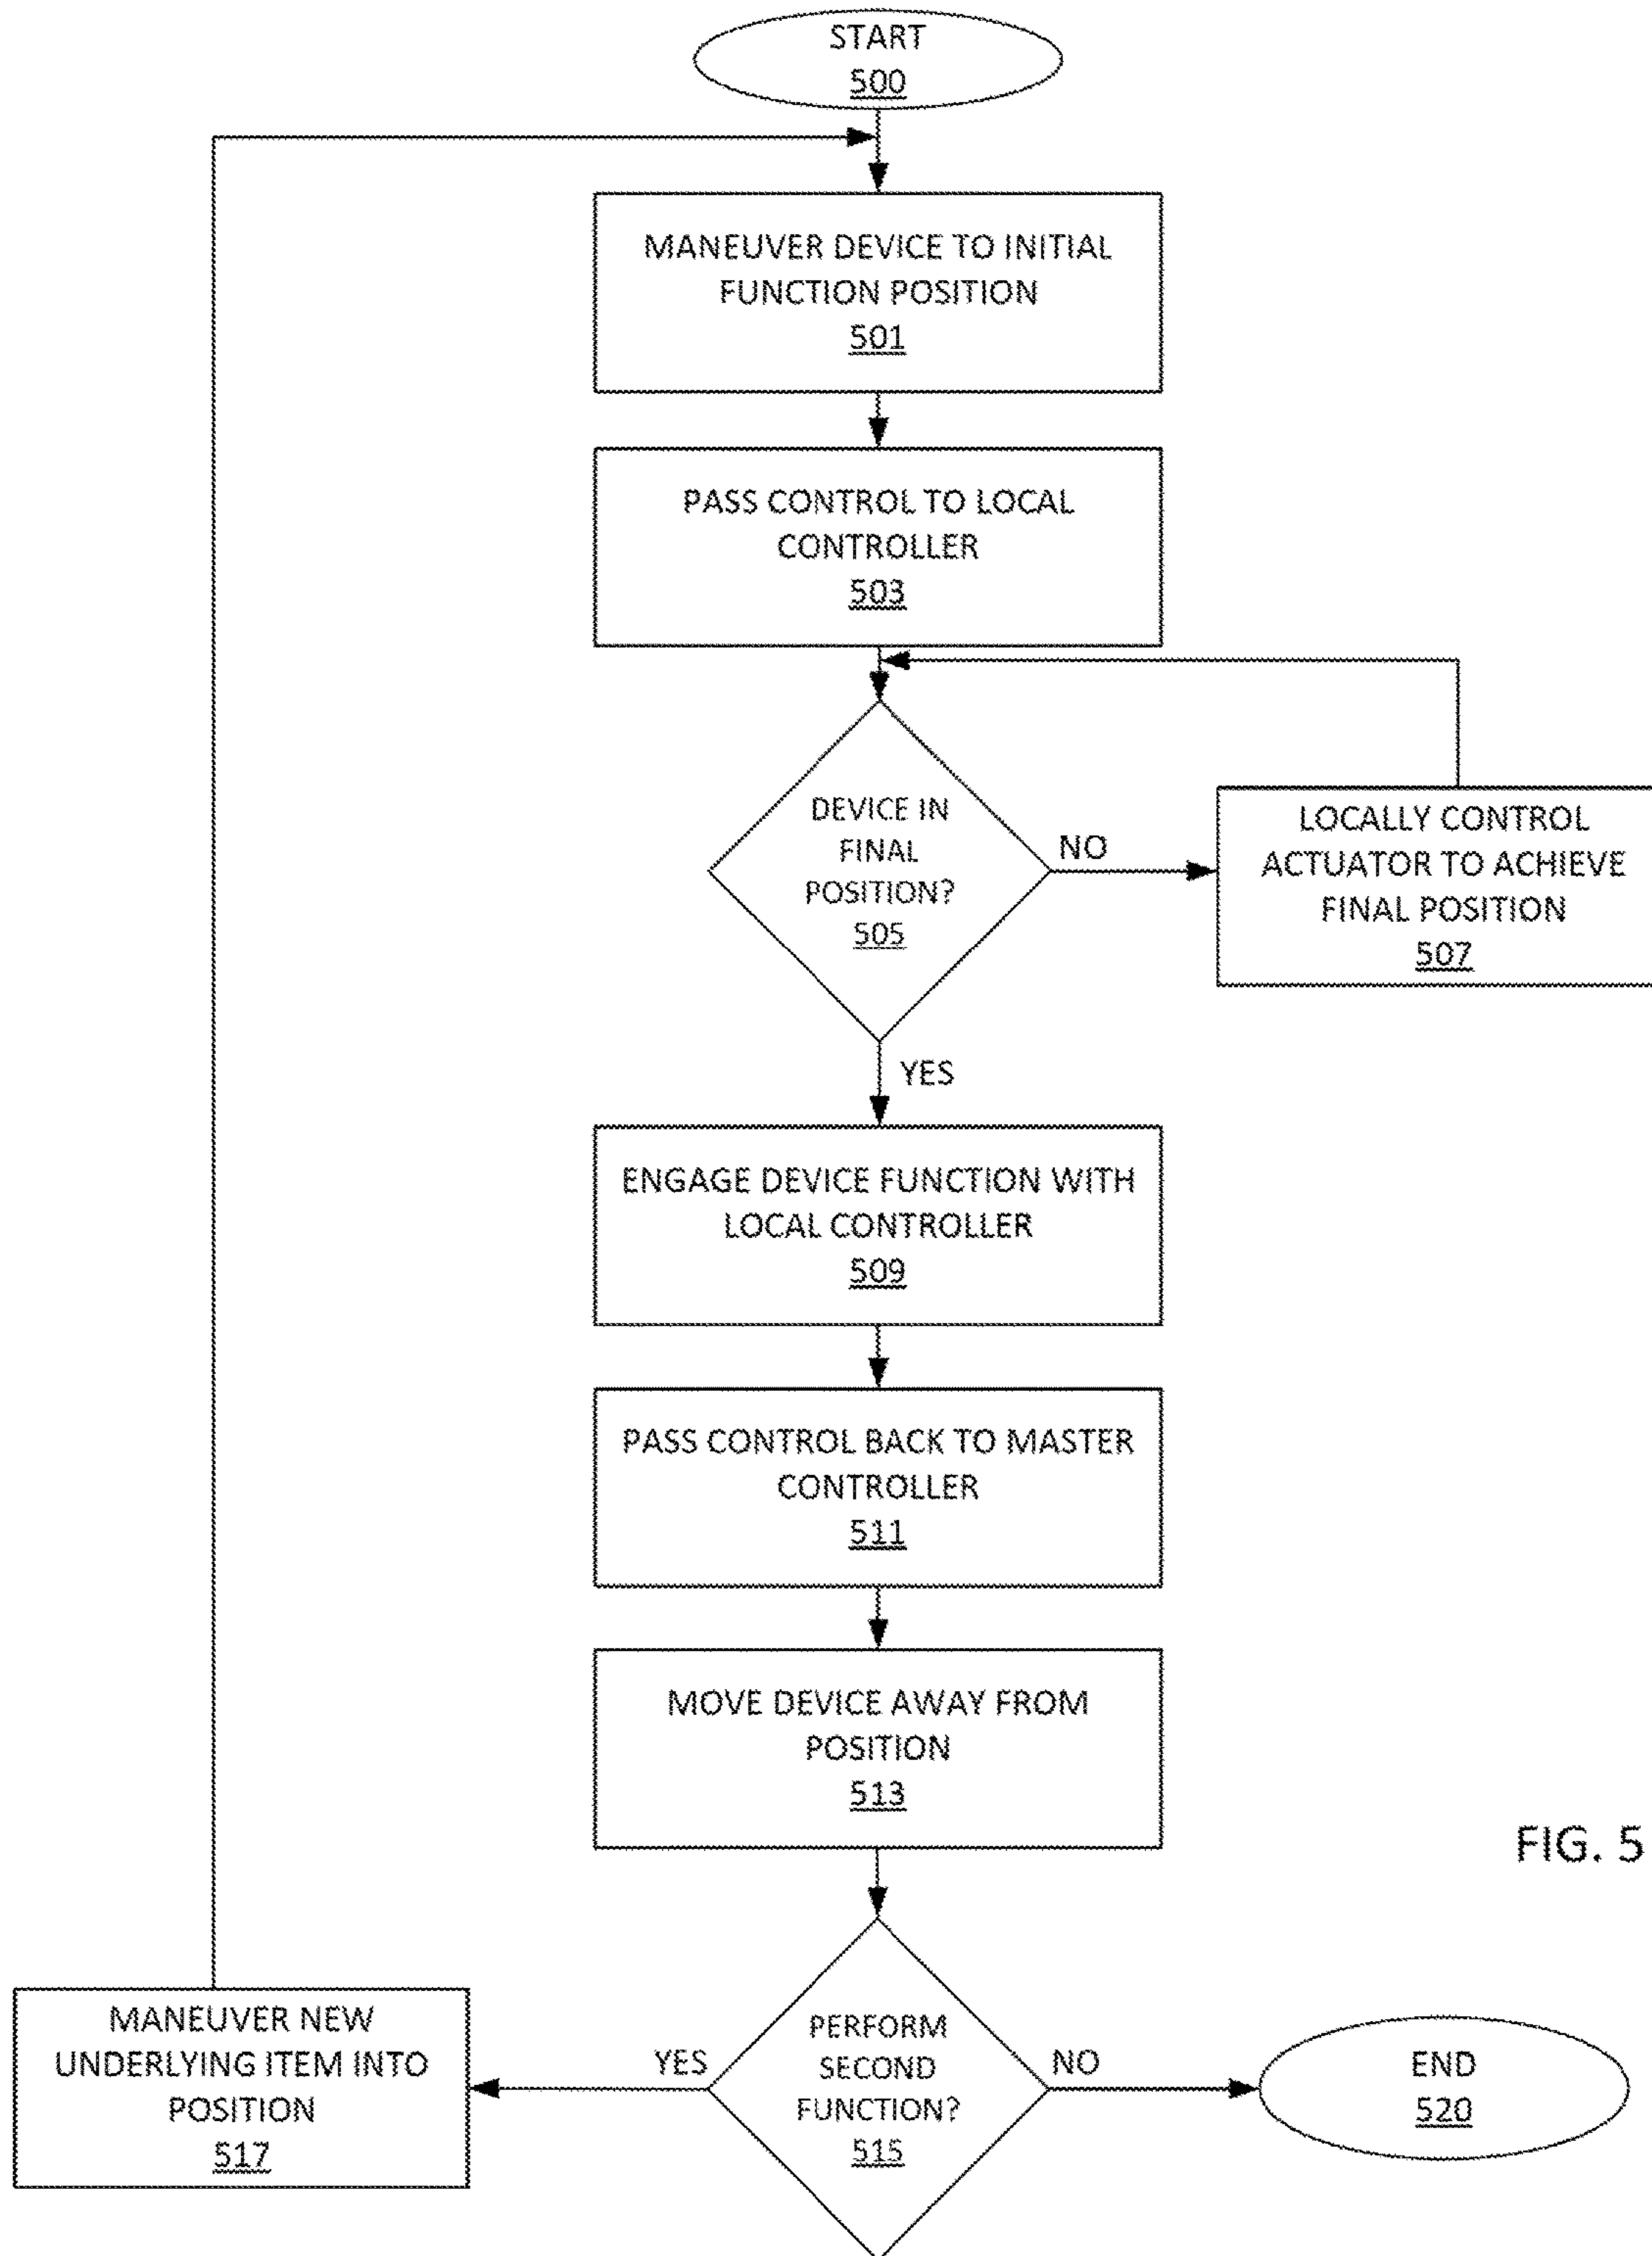 START
500
MANEUVER DEVICE TO INITIAL
FUNCTION POSITION
501
PASS CONTROL TO LOCAL
CONTROLLER
503
DEVICE IN
FINAL
POSITION?
505
NO
LOCALLY CONTROL
ACTUATOR TO ACHIEVE
FINAL POSITION
507
YES
ENGAGE DEVICE FUNCTION WITH
LOCAL CONTROLLER
509
PASS CONTROL BACK TO MASTER
CONTROLLER
511
MOVE DEVICE AWAY FROM
POSITION
513
FIG. 5
PERFORM
SECOND
FUNCTION?
515
YES
MANEUVER NEW
UNDERLYING ITEM INTO
POSITION
517
NO
END
520